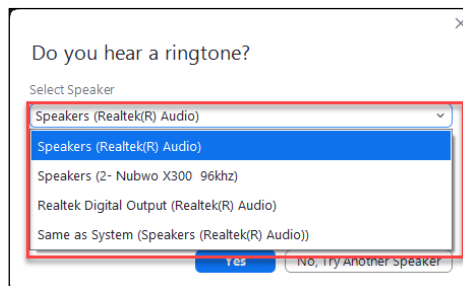 Do you hear a ringtone?
Select Speaker
Speakers (Realtek(R) Audio)
Speakers (Realtek(R) Audio)
Speakers (2- Nubwo X300  96khz)
Realtek Digital Output (Realtek(R) Audio)
Same as System (Speakers (Realtek(R) Audio))
Yes No, Try Another Speaker